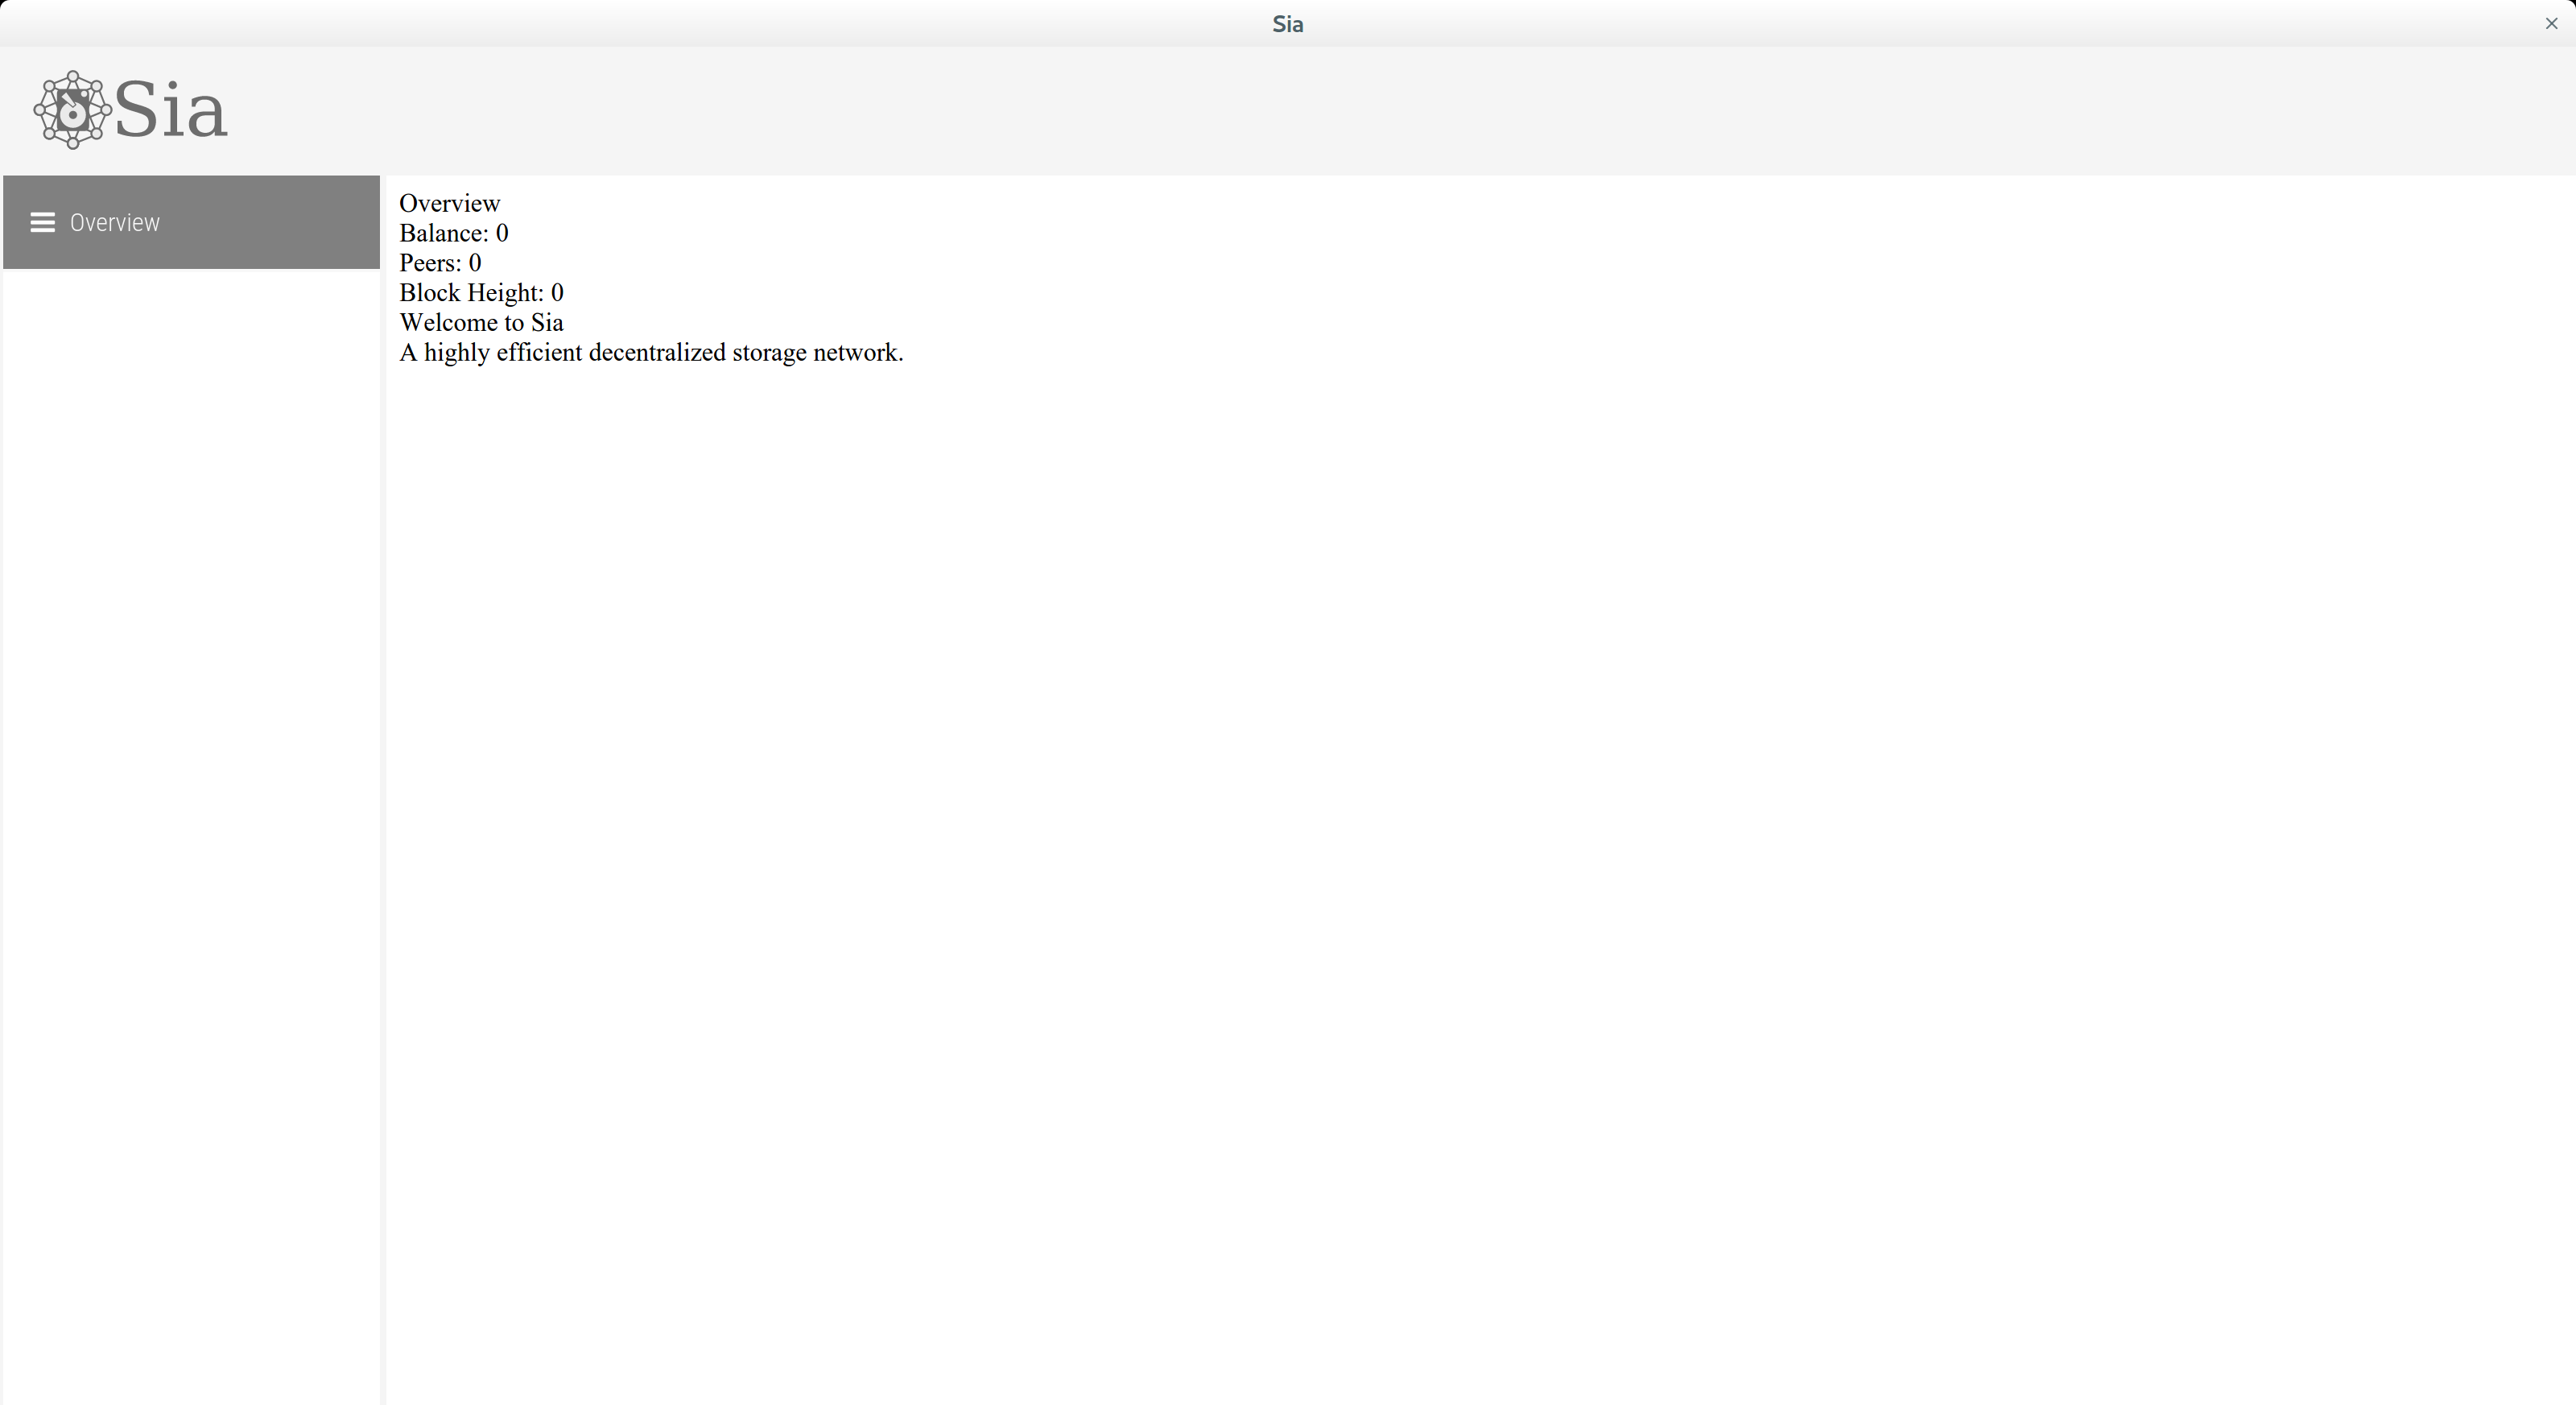 Sia
Sia
Overview
Overview
Balance: 0
Peers: 0
Block Height: 0
Welcome to Sia
A highly efficient decentralized storage network.